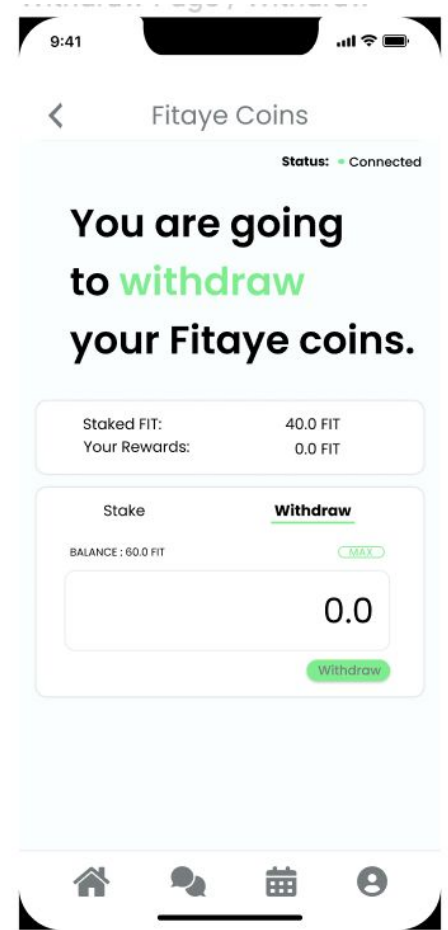 9:41
Fitaye Coins
Status: Connected
You are going
to withdraw
your Fitaye coins.
Staked FIT: 40.0 FIT
Your Rewards: 0.0 FIT
Stake Withdraw
BALANCE : 60.0 FIT MAX
0.0
Withdraw